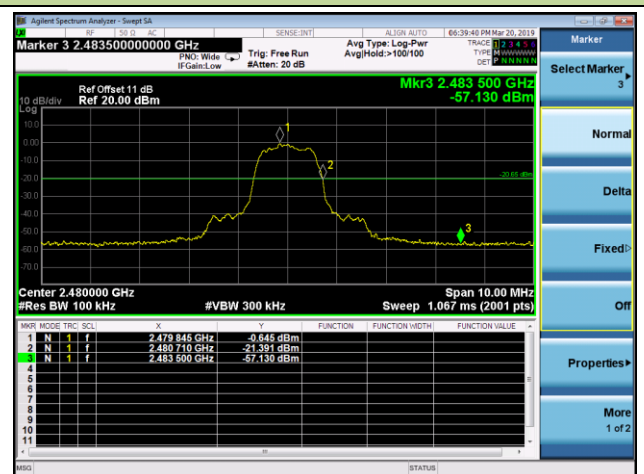 Agilent Spectrum Analyzer - Swept SA
RF 50 Ω AC SENSE:INT ALIGN AUTO 06:39:40 PM Mar 20, 2019
Marker 3 2.483500000000 GHz
PNO: Wide
IFGain:Low
Trig: Free Run
#Atten: 20 dB
Avg Type: Log-Pwr
Avg|Hold:>100/100
TRACE 1 2 3 4 5 6
TYPE M W W W W W
DET P N N N N N
Ref Offset 11 dB
10 dB/div Ref 20.00 dBm
Log
Mkr3 2.483 500 GHz
-57.130 dBm
10.0
0.00
-10.0
-20.0
-30.0
-40.0
-50.0
-60.0
-70.0
1
2
3
-20.65 dBm
Center 2.480000 GHz Span 10.00 MHz
#Res BW 100 kHz #VBW 300 kHz Sweep 1.067 ms (2001 pts)
MKR MODE TRC SCL X Y FUNCTION FUNCTION WIDTH FUNCTION VALUE
1 N 1 f 2.479 845 GHz -0.645 dBm
2 N 1 f 2.480 710 GHz -21.391 dBm
3 N 1 f 2.483 500 GHz -57.130 dBm
4
5
6
7
8
9
10
11
MSG STATUS
Marker
Select Marker
3
Normal
Delta
Fixed
Off
Properties
More
1 of 2